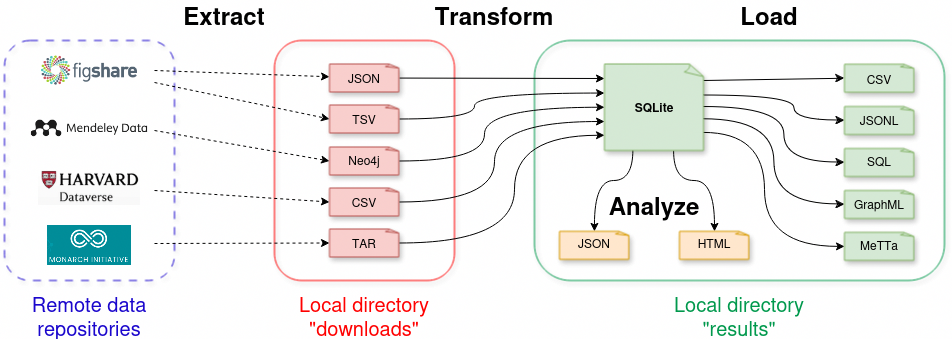 Extract
Transform
Load
figshare
Mendeley Data
HARVARD
Dataverse
MONARCH INITIATIVE
Remote data
repositories
JSON
TSV
Neo4j
CSV
TAR
Local directory
"downloads"
SQLite
Analyze
JSON
HTML
CSV
JSONL
SQL
GraphML
MeTTa
Local directory
"results"